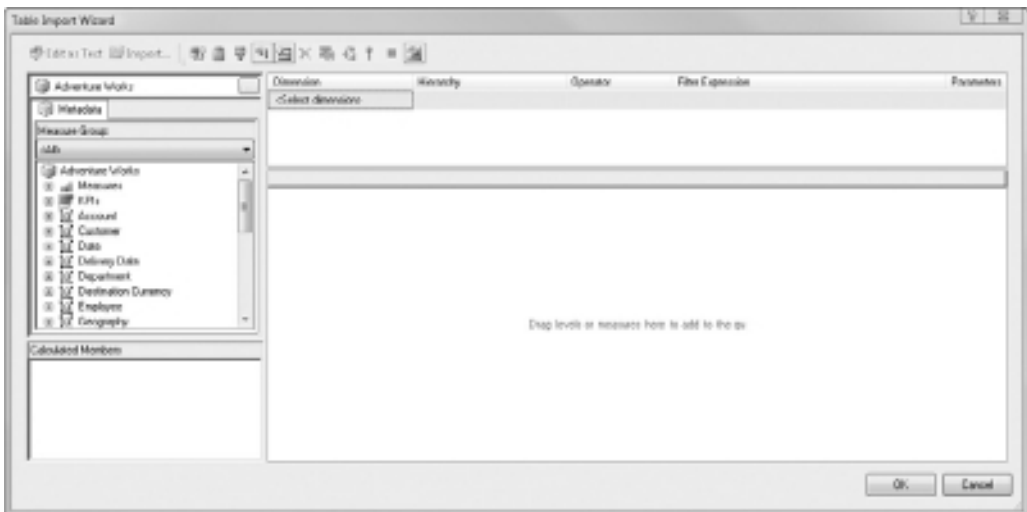 Table Import Wizard
Edit as Text Import...
Adventure Works
Metadata
Measure Group:
<All>
Adventure Works
Measures
KPIs
Account
Customer
Date
Delivery Date
Department
Destination Currency
Employee
Geography
Calculated Members
Dimension Hierarchy Operator Filter Expression Parameters
<Select dimension>
Drag levels or measures here to add to the qu
OK Cancel